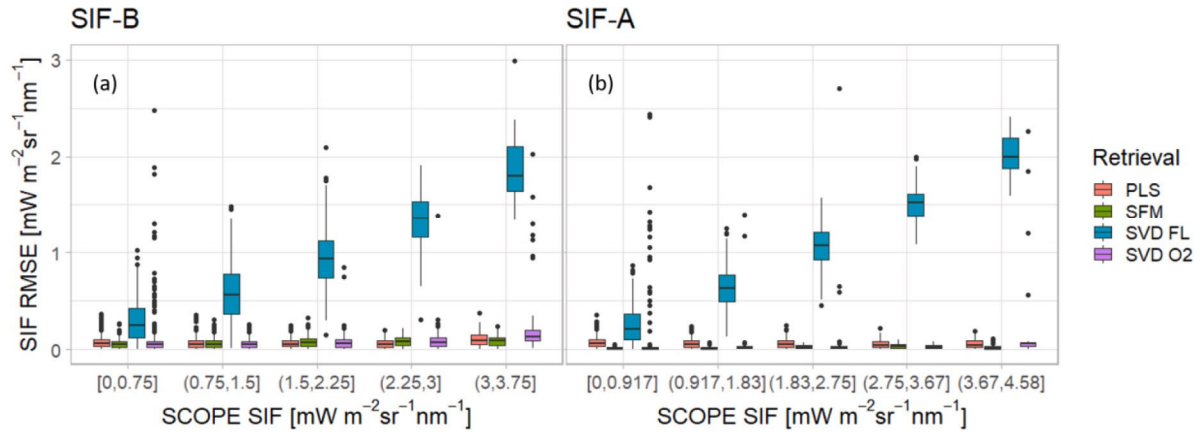 SIF-B
SIF-A
SIF RMSE [mW m⁻²sr⁻¹nm⁻¹]
3
2
1
0
(a)
(b)
[0,0.75] (0.75,1.5] (1.5,2.25] (2.25,3] (3,3.75]
[0,0.917] (0.917,1.83] (1.83,2.75] (2.75,3.67] (3.67,4.58]
SCOPE SIF [mW m⁻²sr⁻¹nm⁻¹]
SCOPE SIF [mW m⁻²sr⁻¹nm⁻¹]
Retrieval
PLS
SFM
SVD FL
SVD O2